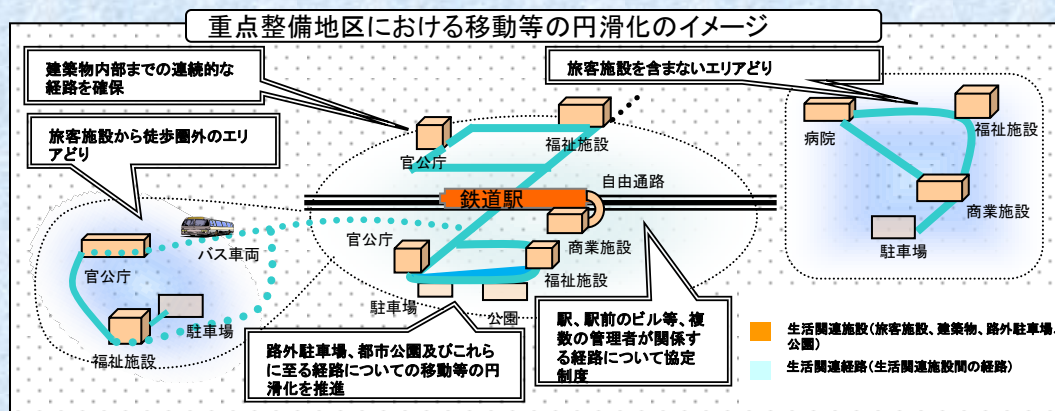 重点整備地区における移動等の円滑化のイメージ
建築物内部までの連続的な
経路を確保
旅客施設を含まないエリアどり
旅客施設から徒歩圏外のエリ
アどり
官公庁
福祉施設
病院
福祉施設
自由通路
鉄道駅
商業施設
駐車場
バス車両
官公庁
官公庁
商業施設
福祉施設
駐車場
公園
駐車場
福祉施設
路外駐車場、都市公園及びこれら
に至る経路についての移動等の円
滑化を推進
駅、駅前のビル等、複
数の管理者が関係す
る経路について協定
制度
生活関連施設(旅客施設、建築物、路外駐車場、
公園)
生活関連経路(生活関連施設間の経路)